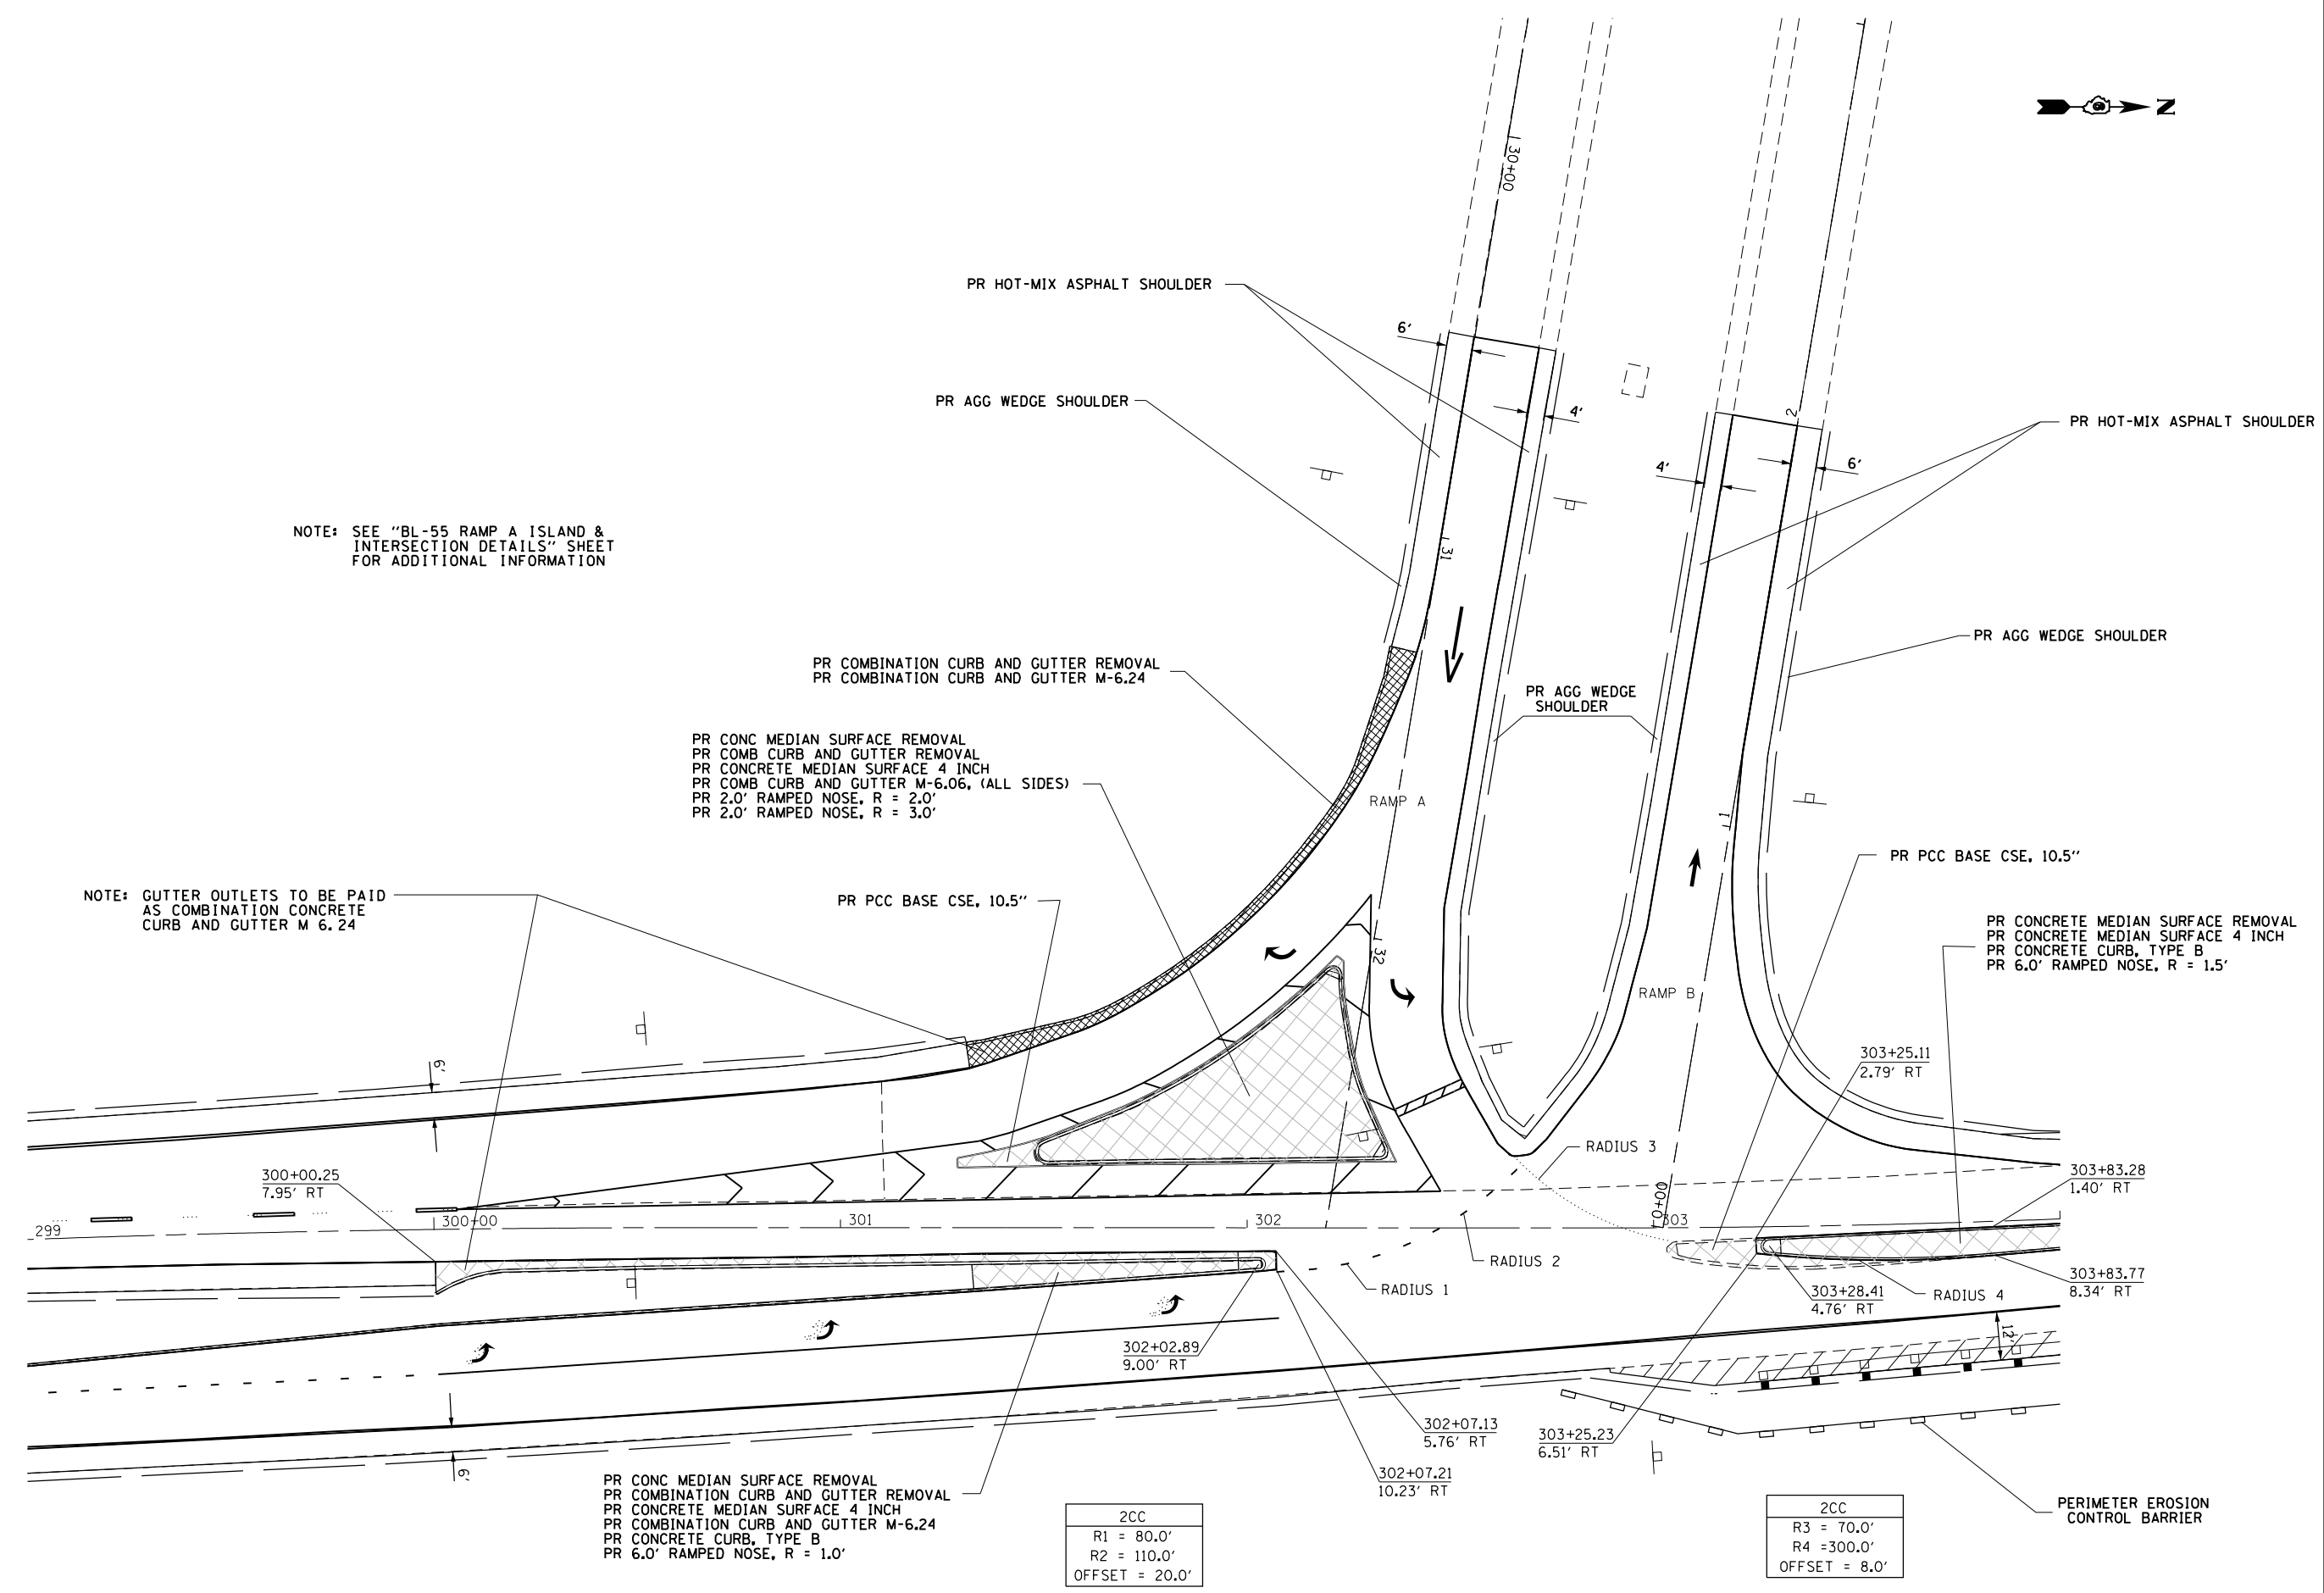 N
30+00
PR HOT-MIX ASPHALT SHOULDER
6'
PR AGG WEDGE SHOULDER
4'
2
PR HOT-MIX ASPHALT SHOULDER
4'
6'
NOTE: SEE "BL-55 RAMP A ISLAND &
INTERSECTION DETAILS" SHEET
FOR ADDITIONAL INFORMATION
31
PR AGG WEDGE SHOULDER
PR COMBINATION CURB AND GUTTER REMOVAL
PR COMBINATION CURB AND GUTTER M-6.24
PR AGG WEDGE
SHOULDER
PR CONC MEDIAN SURFACE REMOVAL
PR COMB CURB AND GUTTER REMOVAL
PR CONCRETE MEDIAN SURFACE 4 INCH
PR COMB CURB AND GUTTER M-6.06, (ALL SIDES)
PR 2.0' RAMPED NOSE, R = 2.0'
PR 2.0' RAMPED NOSE, R = 3.0'
RAMP A
1
PR PCC BASE CSE, 10.5"
NOTE: GUTTER OUTLETS TO BE PAID
AS COMBINATION CONCRETE
CURB AND GUTTER M 6.24
PR PCC BASE CSE, 10.5"
PR CONCRETE MEDIAN SURFACE REMOVAL
PR CONCRETE MEDIAN SURFACE 4 INCH
PR CONCRETE CURB, TYPE B
PR 6.0' RAMPED NOSE, R = 1.5'
32
RAMP B
6'
303+25.11
2.79' RT
RADIUS 3
300+00.25
7.95' RT
303+83.28
1.40' RT
0+00
299
300+00
301
302
303
RADIUS 2
RADIUS 1
303+83.77
8.34' RT
303+28.41
4.76' RT
RADIUS 4
302+02.89
9.00' RT
12'
302+07.13
5.76' RT
303+25.23
6.51' RT
6'
302+07.21
10.23' RT
PR CONC MEDIAN SURFACE REMOVAL
PR COMBINATION CURB AND GUTTER REMOVAL
PR CONCRETE MEDIAN SURFACE 4 INCH
PR COMBINATION CURB AND GUTTER M-6.24
PR CONCRETE CURB, TYPE B
PR 6.0' RAMPED NOSE, R = 1.0'
2CC
R1 = 80.0'
R2 = 110.0'
OFFSET = 20.0'
2CC
R3 = 70.0'
R4 =300.0'
OFFSET = 8.0'
PERIMETER EROSION
CONTROL BARRIER